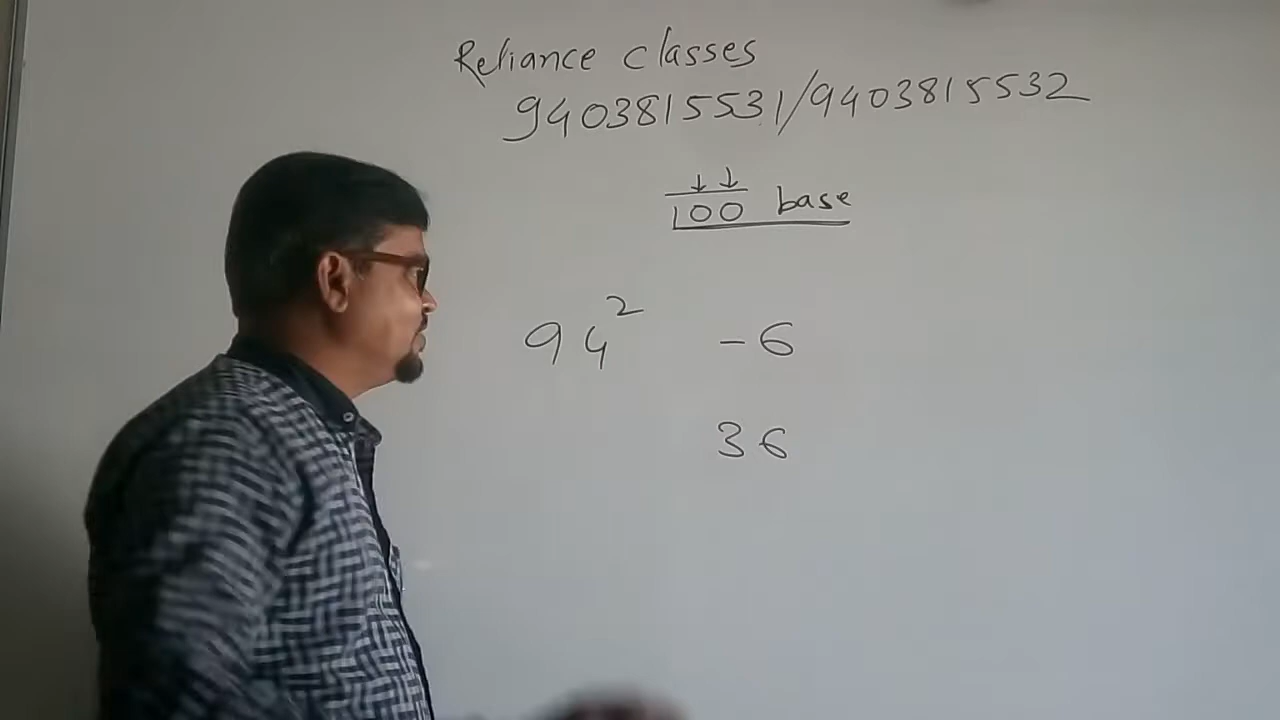 Reliance classes
9403815531/9403815532
↓↓
100 base
94² -6
36